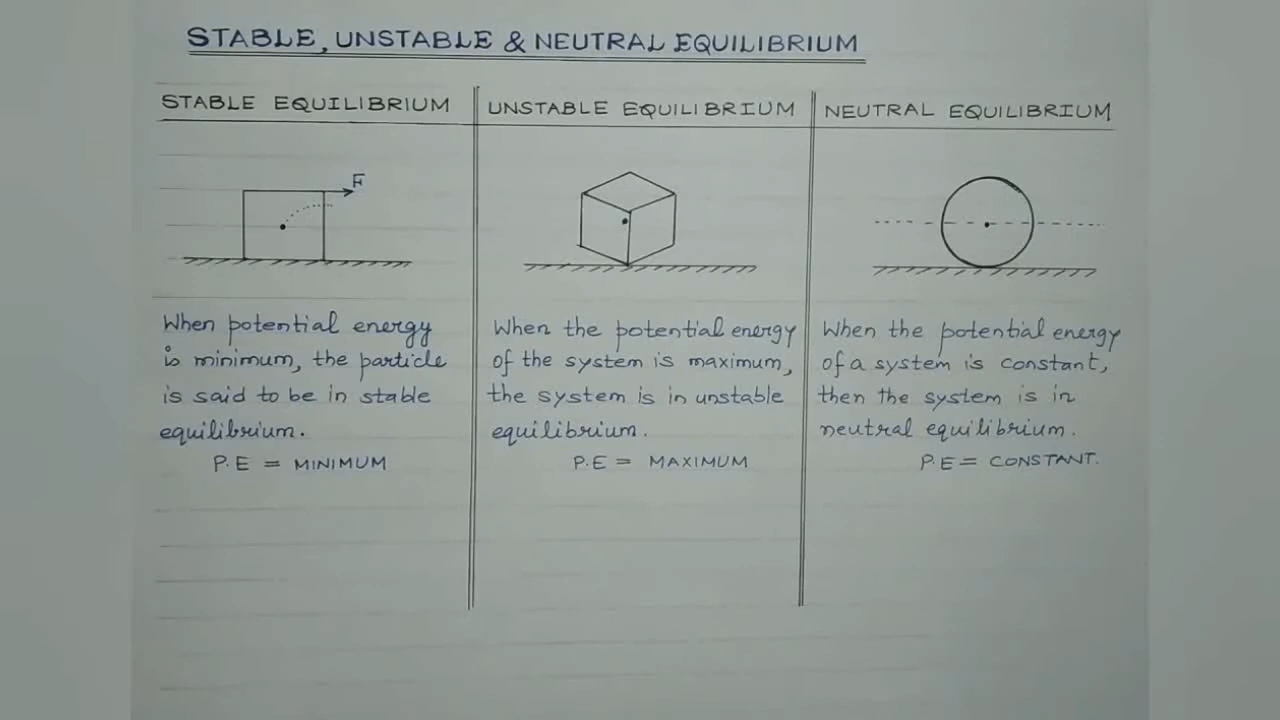 STABLE, UNSTABLE & NEUTRAL EQUILIBRIUM
STABLE EQUILIBRIUM
F
When potential energy
is minimum, the particle
is said to be in stable
equilibrium.
P.E = MINIMUM
UNSTABLE EQUILIBRIUM
When the potential energy
of the system is maximum,
the system is in unstable
equilibrium.
P.E = MAXIMUM
NEUTRAL EQUILIBRIUM
When the potential energy
of a system is constant,
then the system is in
neutral equilibrium.
P.E = CONSTANT.